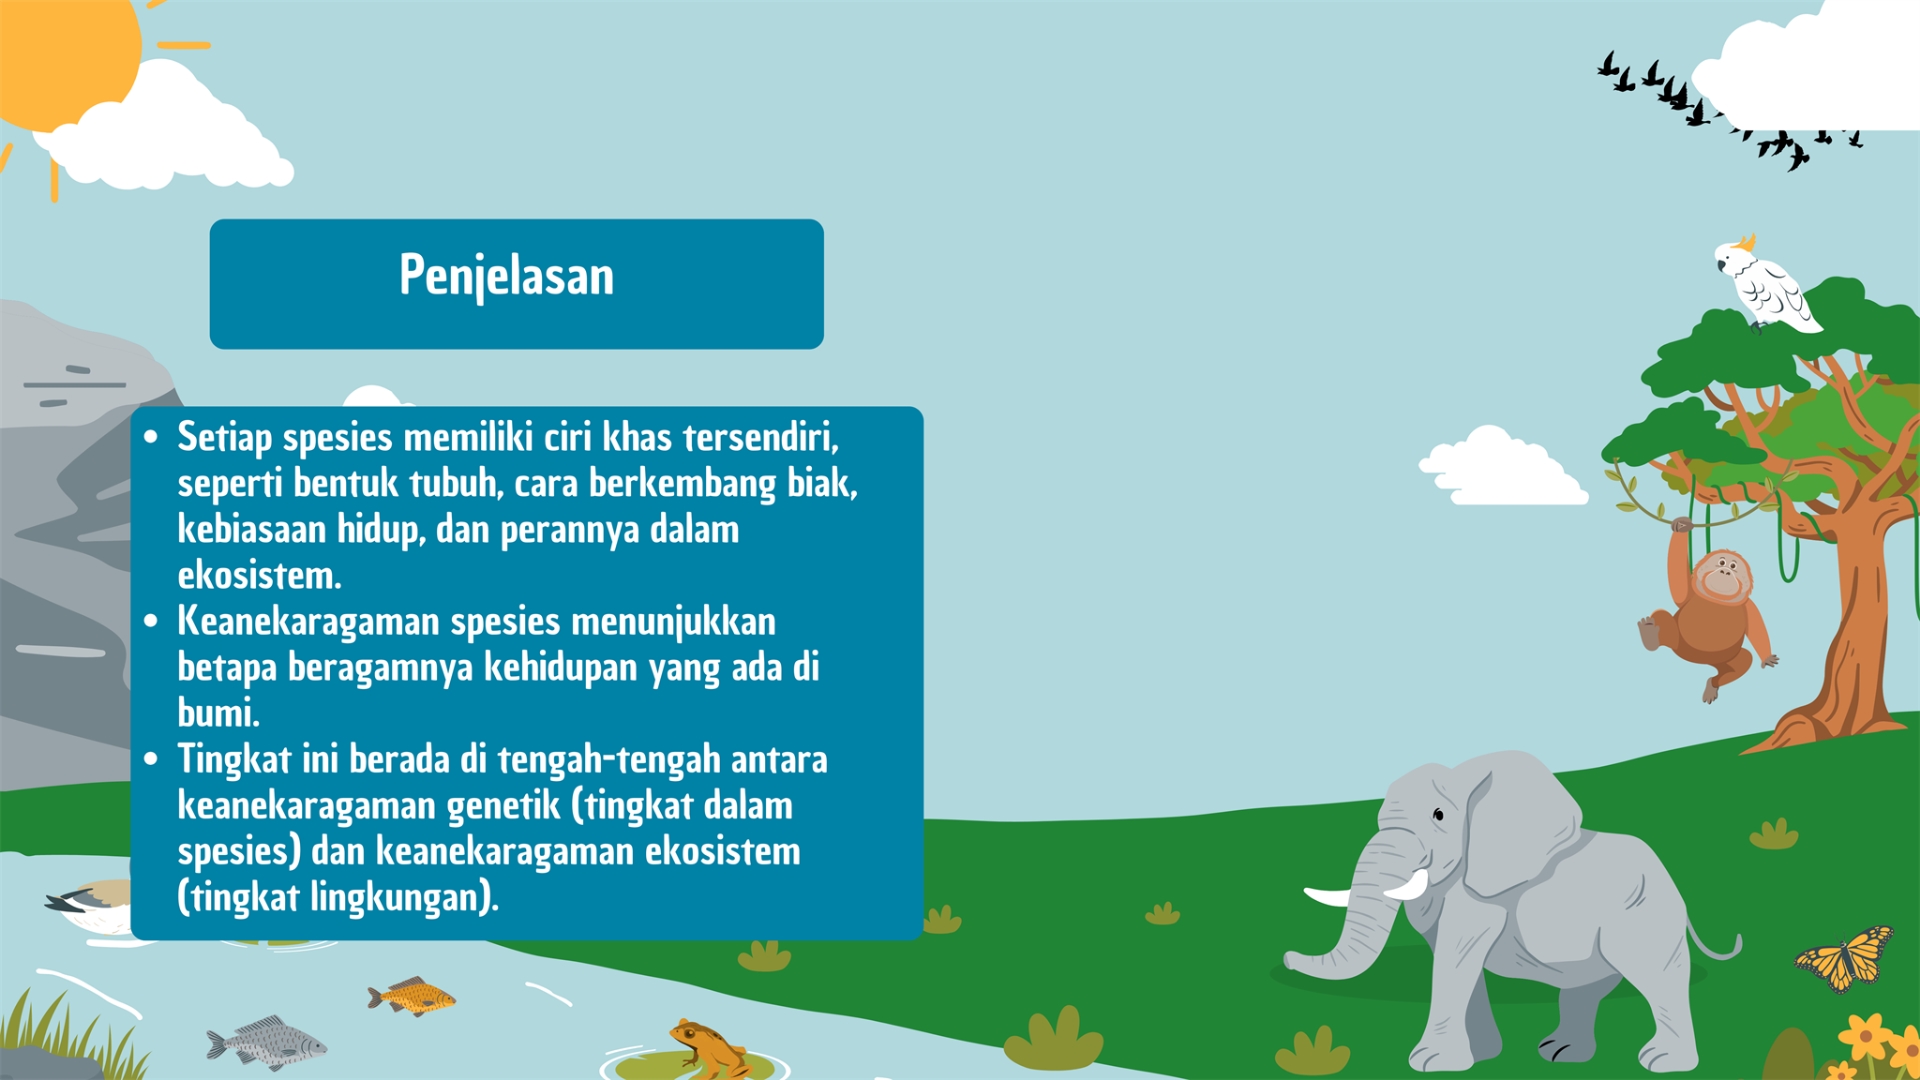 Penjelasan
• Setiap spesies memiliki ciri khas tersendiri,
seperti bentuk tubuh, cara berkembang biak,
kebiasaan hidup, dan perannya dalam
ekosistem.
• Keanekaragaman spesies menunjukkan
betapa beragamnya kehidupan yang ada di
bumi.
• Tingkat ini berada di tengah-tengah antara
keanekaragaman genetik (tingkat dalam
spesies) dan keanekaragaman ekosistem
(tingkat lingkungan).